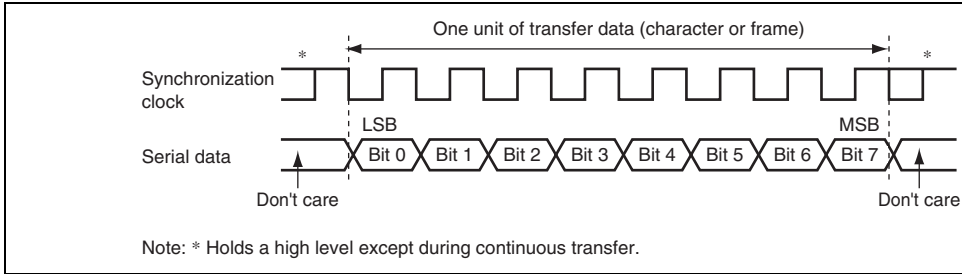 One unit of transfer data (character or frame)
* *
Synchronization
clock
LSB MSB
Serial data Bit 0 Bit 1 Bit 2 Bit 3 Bit 4 Bit 5 Bit 6 Bit 7
Don't care Don't care
Note: * Holds a high level except during continuous transfer.